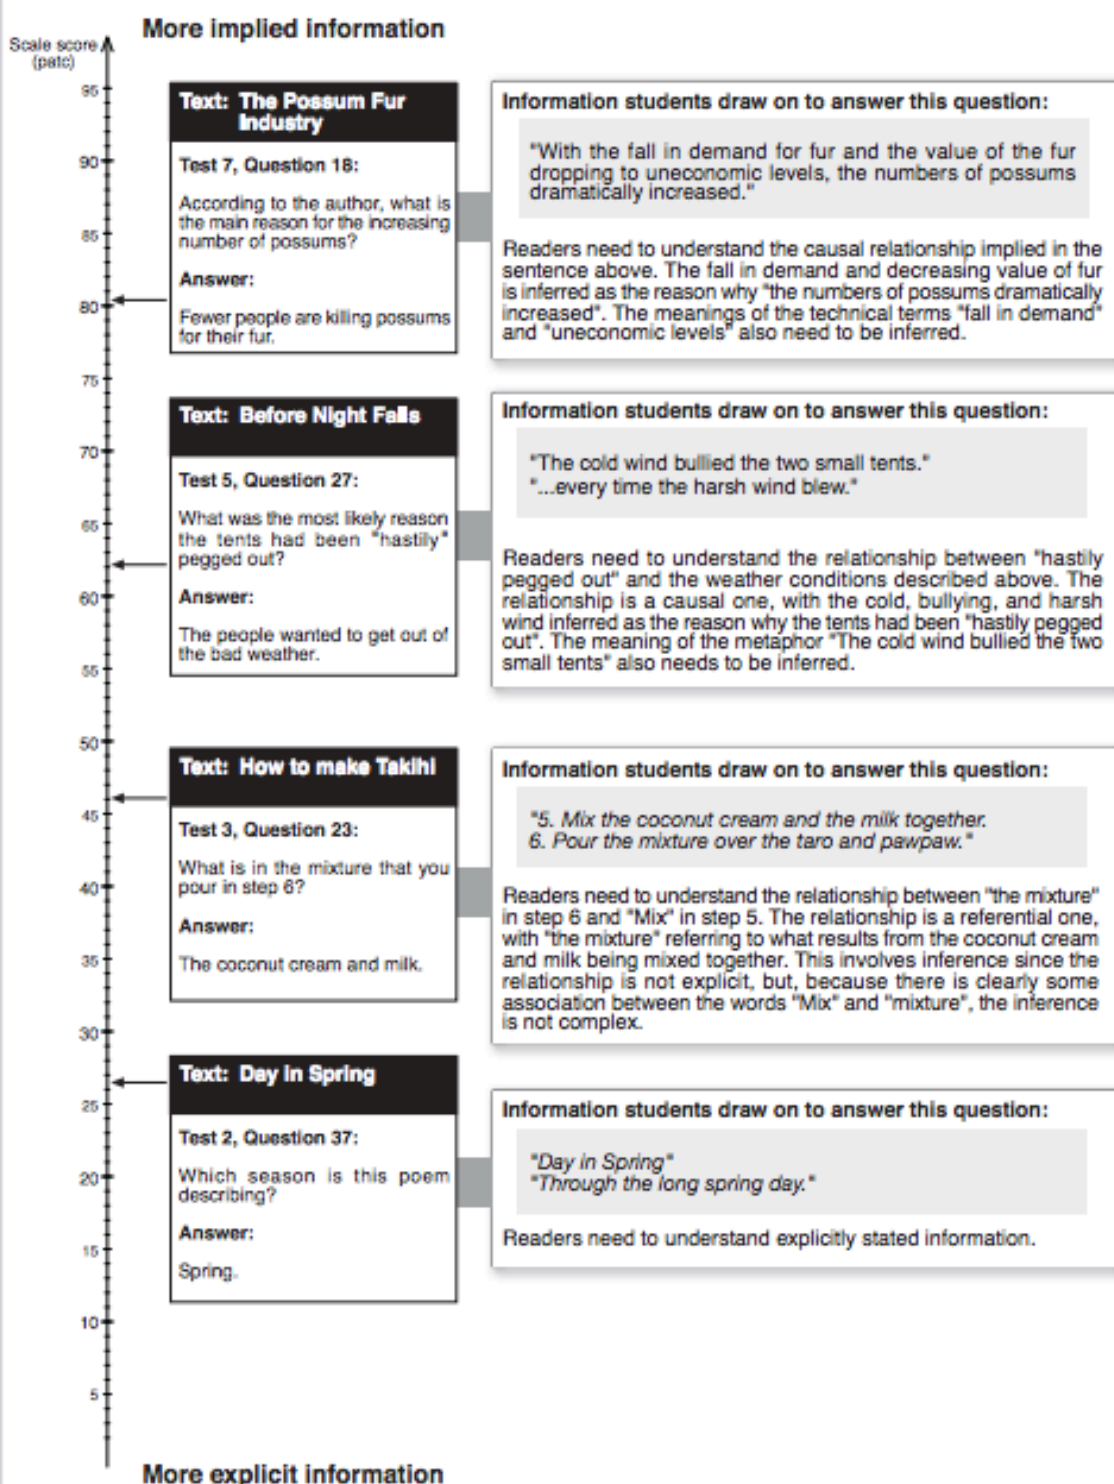 More implied information
Scale score
(patc)
95
90
85
80
75
70
65
60
55
50
45
40
35
30
25
20
15
10
5
Text: The Possum Fur
Industry
Test 7, Question 18:
According to the author, what is
the main reason for the increasing
number of possums?
Answer:
Fewer people are killing possums
for their fur.
Information students draw on to answer this question:
"With the fall in demand for fur and the value of the fur
dropping to uneconomic levels, the numbers of possums
dramatically increased."
Readers need to understand the causal relationship implied in the
sentence above. The fall in demand and decreasing value of fur
is inferred as the reason why "the numbers of possums dramatically
increased". The meanings of the technical terms "fall in demand"
and "uneconomic levels" also need to be inferred.
Text: Before Night Falls
Test 5, Question 27:
What was the most likely reason
the tents had been "hastily"
pegged out?
Answer:
The people wanted to get out of
the bad weather.
Information students draw on to answer this question:
"The cold wind bullied the two small tents."
"...every time the harsh wind blew."
Readers need to understand the relationship between "hastily
pegged out" and the weather conditions described above. The
relationship is a causal one, with the cold, bullying, and harsh
wind inferred as the reason why the tents had been "hastily pegged
out". The meaning of the metaphor "The cold wind bullied the two
small tents" also needs to be inferred.
Text: How to make Takihi
Test 3, Question 23:
What is in the mixture that you
pour in step 6?
Answer:
The coconut cream and milk.
Information students draw on to answer this question:
"5. Mix the coconut cream and the milk together.
6. Pour the mixture over the taro and pawpaw."
Readers need to understand the relationship between "the mixture"
in step 6 and "Mix" in step 5. The relationship is a referential one,
with "the mixture" referring to what results from the coconut cream
and milk being mixed together. This involves inference since the
relationship is not explicit, but, because there is clearly some
association between the words "Mix" and "mixture", the inference
is not complex.
Text: Day in Spring
Test 2, Question 37:
Which season is this poem
describing?
Answer:
Spring.
Information students draw on to answer this question:
"Day in Spring"
"Through the long spring day."
Readers need to understand explicitly stated information.
More explicit information